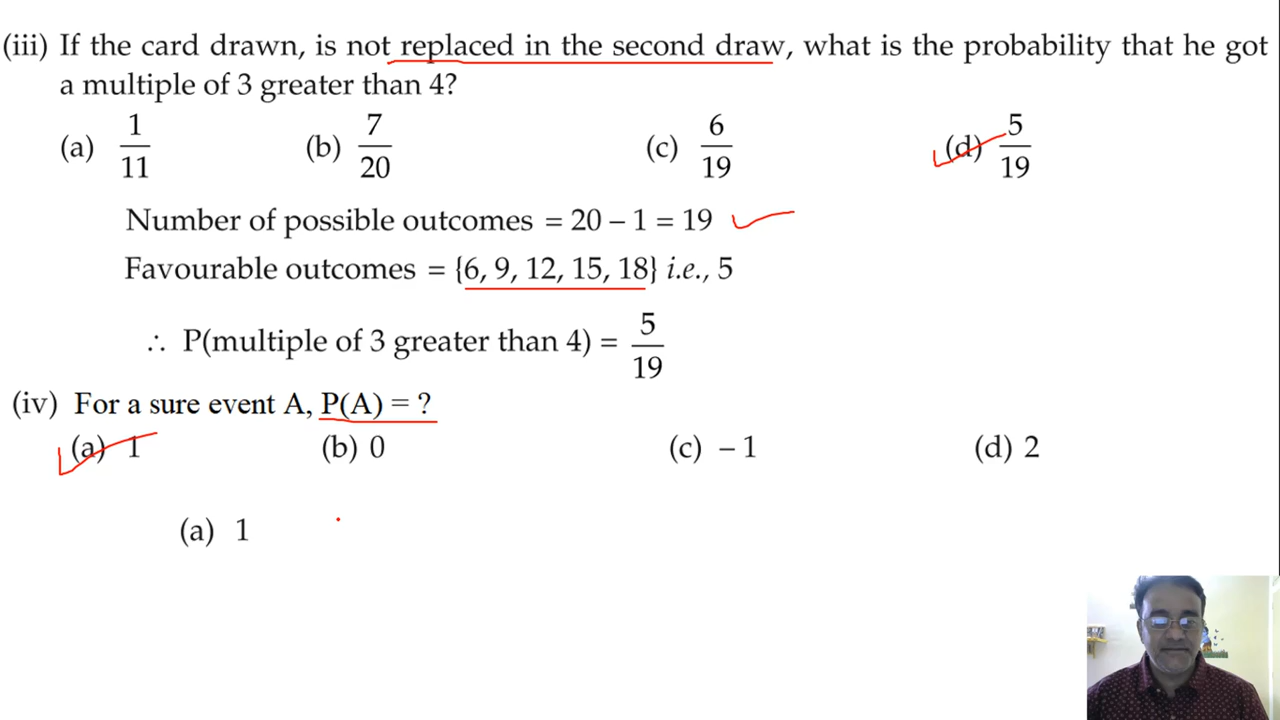 (iii) If the card drawn, is not replaced in the second draw, what is the probability that he got
a multiple of 3 greater than 4?
(a) 1/11 (b) 7/20 (c) 6/19 (d) 5/19
Number of possible outcomes = 20 – 1 = 19
Favourable outcomes = {6, 9, 12, 15, 18} i.e., 5
∴ P(multiple of 3 greater than 4) = 5/19
(iv) For a sure event A, P(A) = ?
(a) 1 (b) 0 (c) – 1 (d) 2
(a) 1